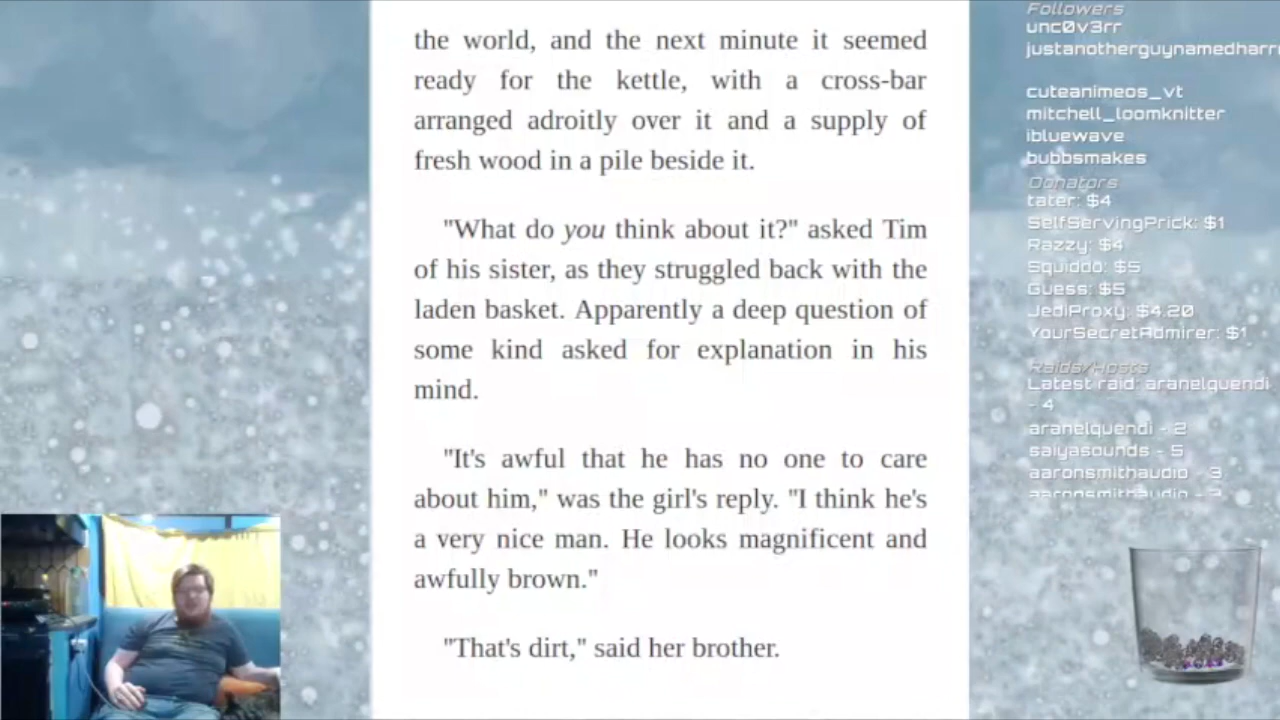 the world, and the next minute it seemed
ready for the kettle, with a cross-bar
arranged adroitly over it and a supply of
fresh wood in a pile beside it.
"What do you think about it?" asked Tim
of his sister, as they struggled back with the
laden basket. Apparently a deep question of
some kind asked for explanation in his
mind.
"It's awful that he has no one to care
about him," was the girl's reply. "I think he's
a very nice man. He looks magnificent and
awfully brown."
"That's dirt," said her brother.
Followers
unc0v3rr
cuteanimeos_vt
mitchell_loomknitter
ibluewave
bubbsmakes
Donators
tater: $4
SelfServingPrick: $1
Razzy: $4
Squiddo: $5
Guess: $5
JediProxy: $4.20
YourSecretAdmirer: $1
Raids/Hosts
Latest raid: aranelquendi
- 4
aranelquendi - 2
saiyasounds - 5
aaronsmithaudio - 3